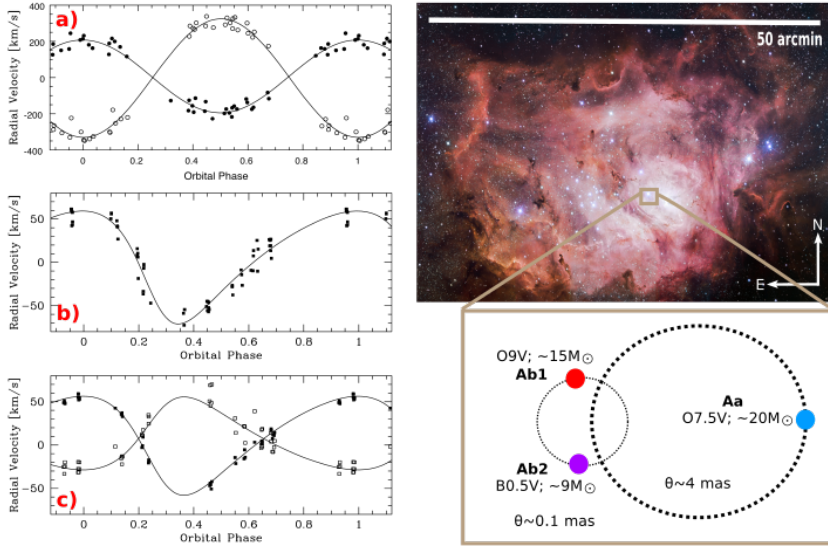 a)
Radial Velocity [km/s]
400
200
0
-200
-400
0
0.2
0.4
0.6
0.8
1
Orbital Phase
b)
Radial Velocity [km/s]
50
0
-50
0
0.2
0.4
0.6
0.8
1
Orbital Phase
c)
Radial Velocity [km/s]
50
0
-50
0
0.2
0.4
0.6
0.8
1
Orbital Phase
50 arcmin
N
E
O9V; ~15M☉
Ab1
Aa
O7.5V; ~20M☉
Ab2
B0.5V; ~9M☉
θ~4 mas
θ~0.1 mas